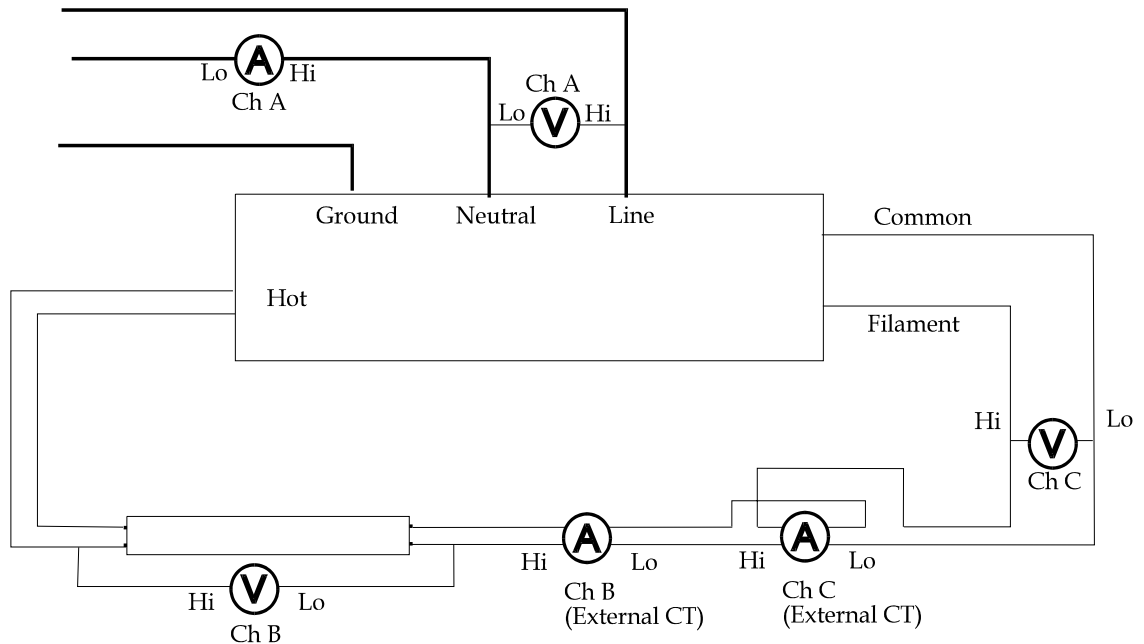 A
Lo
Hi
Ch A
Ch A
Lo
V
Hi
Ground
Neutral
Line
Common
Hot
Filament
Hi
V
Lo
Ch C
A
Hi
Lo
Ch B
(External CT)
A
Hi
Lo
Ch C
(External CT)
V
Hi
Lo
Ch B